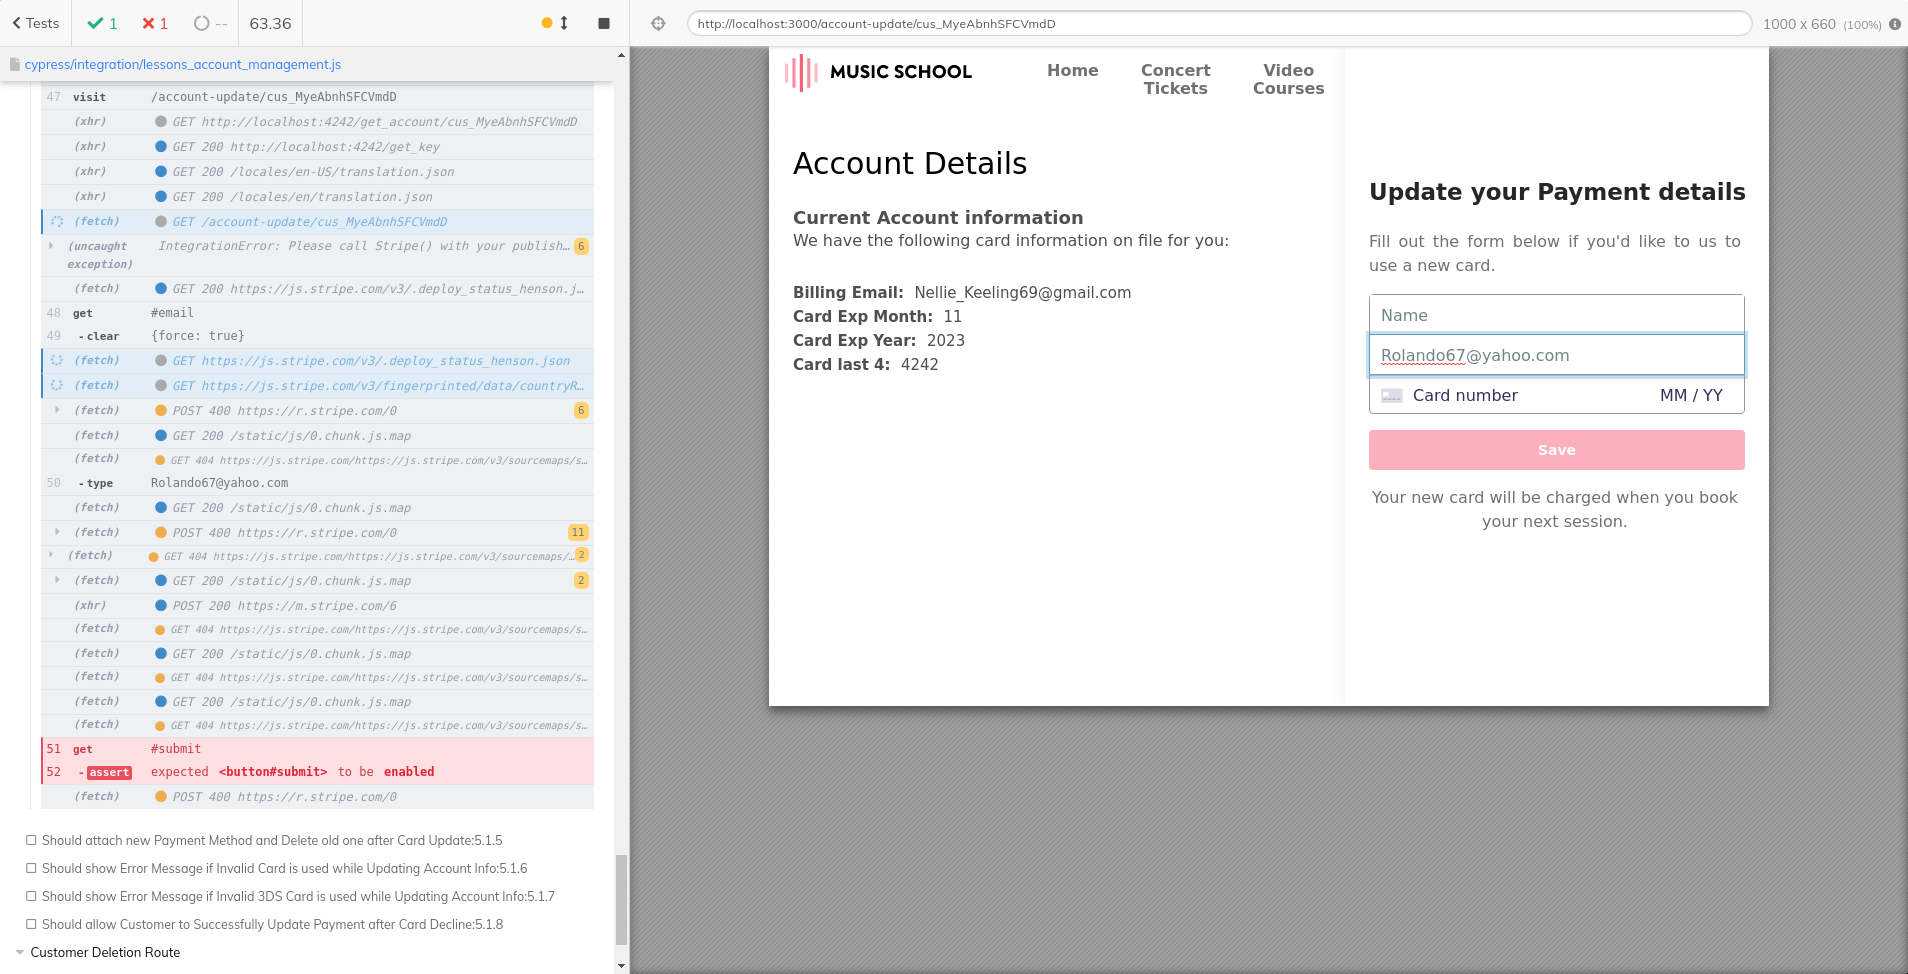 Tests
1
1
--
63.36
http://localhost:3000/account-update/cus_MyeAbnhSFCVmdD
1000 x 660 (100%)
cypress/integration/lessons_account_management.js
47 visit /account-update/cus_MyeAbnhSFCVmdD
(xhr) GET http://localhost:4242/get_account/cus_MyeAbnhSFCVmdD
(xhr) GET 200 http://localhost:4242/get_key
(xhr) GET 200 /locales/en-US/translation.json
(xhr) GET 200 /locales/en/translation.json
(fetch) GET /account-update/cus_MyeAbnhSFCVmdD
(uncaught exception) IntegrationError: Please call Stripe() with your publish… 6
(fetch) GET 200 https://js.stripe.com/v3/.deploy_status_henson.j…
48 get #email
49 -clear {force: true}
(fetch) GET https://js.stripe.com/v3/.deploy_status_henson.json
(fetch) GET https://js.stripe.com/v3/fingerprinted/data/countryR…
(fetch) POST 400 https://r.stripe.com/0 6
(fetch) GET 200 /static/js/0.chunk.js.map
(fetch) GET 404 https://js.stripe.com/https://js.stripe.com/v3/sourcemaps/s…
50 -type Rolando67@yahoo.com
(fetch) GET 200 /static/js/0.chunk.js.map
(fetch) POST 400 https://r.stripe.com/0 11
(fetch) GET 404 https://js.stripe.com/https://js.stripe.com/v3/sourcemaps/… 2
(fetch) GET 200 /static/js/0.chunk.js.map 2
(xhr) POST 200 https://m.stripe.com/6
(fetch) GET 404 https://js.stripe.com/https://js.stripe.com/v3/sourcemaps/s…
(fetch) GET 200 /static/js/0.chunk.js.map
(fetch) GET 404 https://js.stripe.com/https://js.stripe.com/v3/sourcemaps/s…
(fetch) GET 200 /static/js/0.chunk.js.map
(fetch) GET 404 https://js.stripe.com/https://js.stripe.com/v3/sourcemaps/s…
51 get #submit
52 -assert expected <button#submit> to be enabled
(fetch) POST 400 https://r.stripe.com/0
Should attach new Payment Method and Delete old one after Card Update:5.1.5
Should show Error Message if Invalid Card is used while Updating Account Info:5.1.6
Should show Error Message if Invalid 3DS Card is used while Updating Account Info:5.1.7
Should allow Customer to Successfully Update Payment after Card Decline:5.1.8
Customer Deletion Route
MUSIC SCHOOL
Home
Concert Tickets
Video Courses
Account Details
Current Account information
We have the following card information on file for you:
Billing Email: Nellie_Keeling69@gmail.com
Card Exp Month: 11
Card Exp Year: 2023
Card last 4: 4242
Update your Payment details
Fill out the form below if you'd like to us to
use a new card.
Name
Rolando67@yahoo.com
Card number MM / YY
Save
Your new card will be charged when you book
your next session.